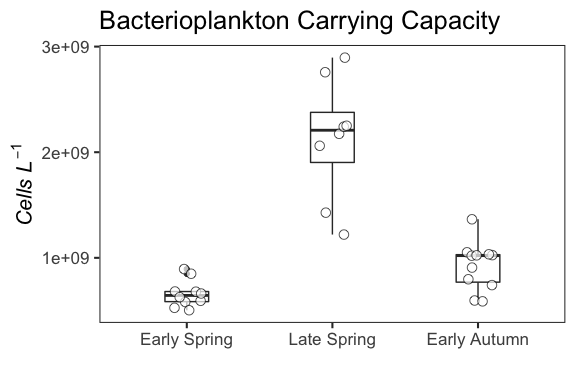 Bacterioplankton Carrying Capacity
3e+09
2e+09
1e+09
Cells L⁻¹
Early Spring Late Spring Early Autumn